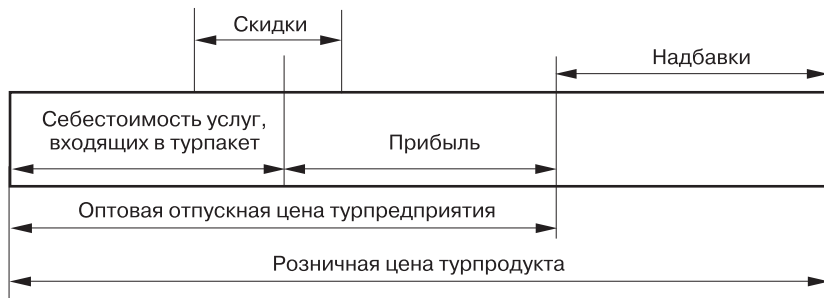 Скидки
Надбавки
Себестоимость услуг,
входящих в турпакет
Прибыль
Оптовая отпускная цена турпредприятия
Розничная цена турпродукта